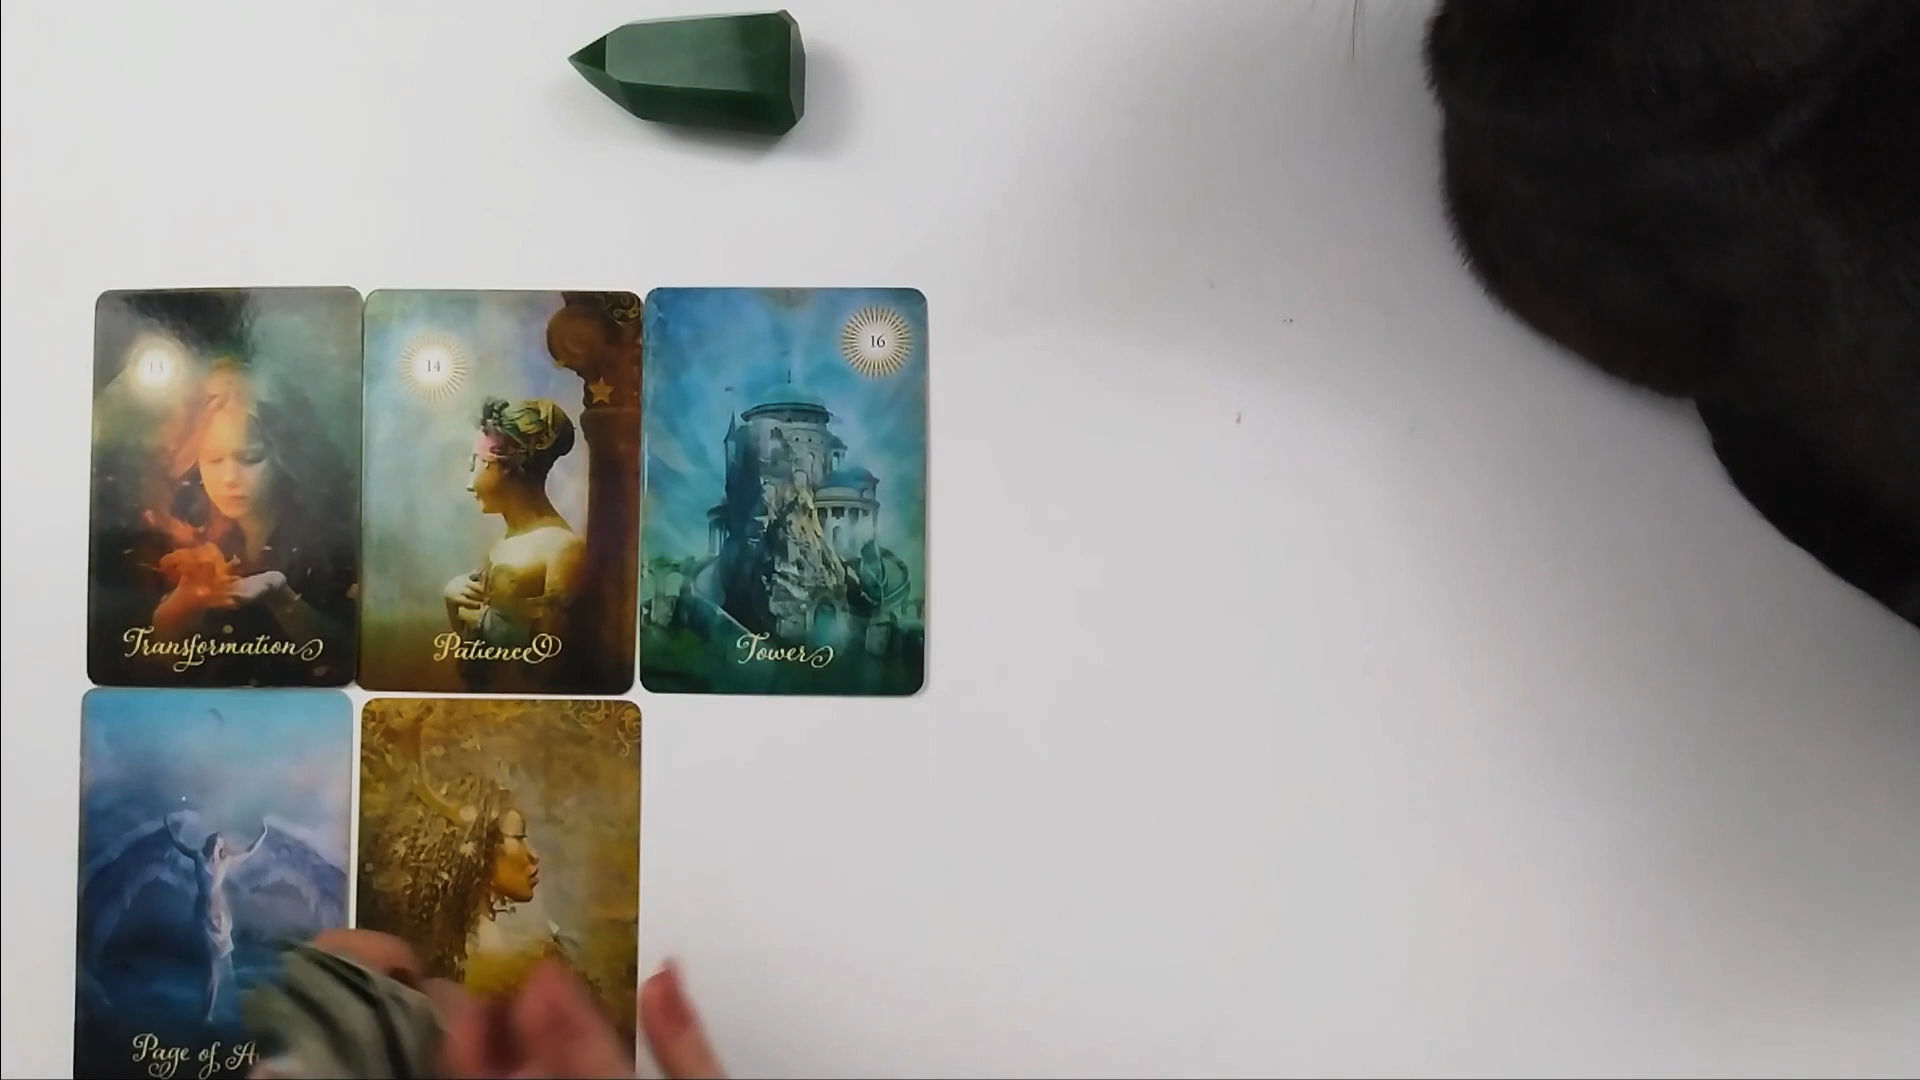 13
14
16
Transformation
Patience
Tower
Page of